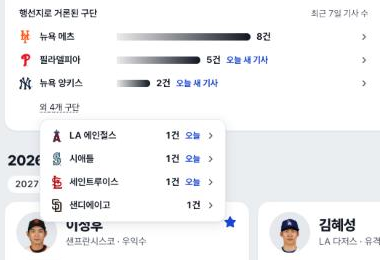 행선지로 거론된 구단 최근 7일 기사 수
뉴욕 메츠 8건
필라델피아 5건 오늘 새 기사
뉴욕 양키스 2건 오늘 새 기사
외 4개 구단
LA 에인절스 1건 오늘
시애틀 1건 오늘
세인트루이스 1건 오늘
샌디에이고 1건
2026
2027
이정후 김혜성
샌프란시스코 · 우익수 LA 다저스 · 유격